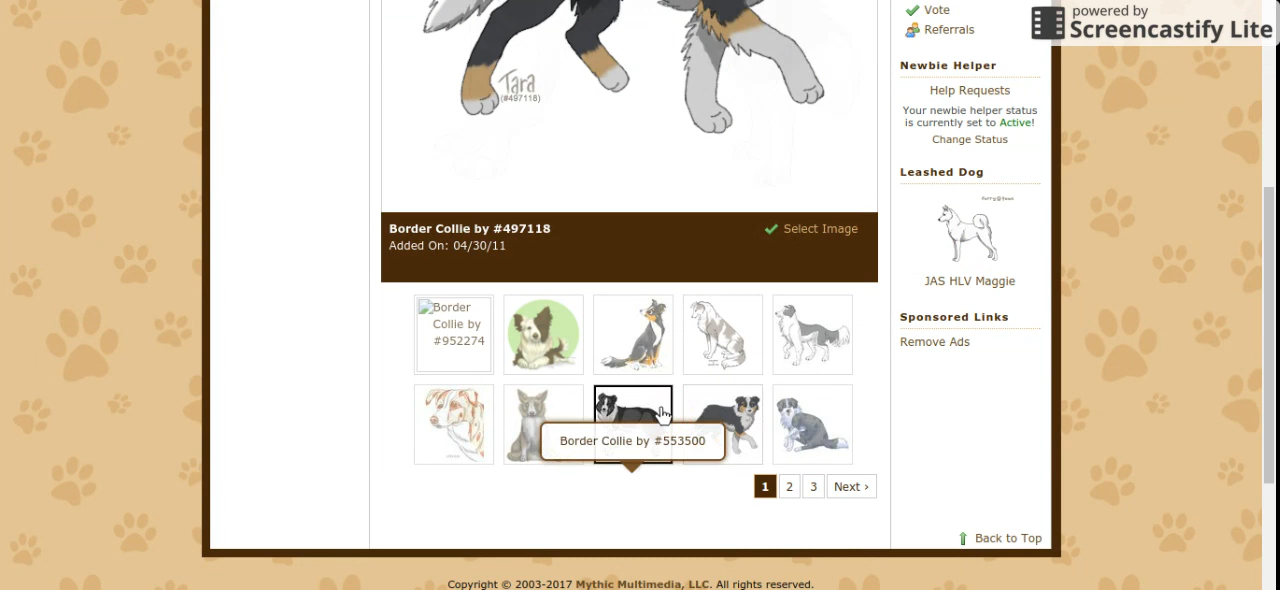 Vote
Referrals
powered by
Screencastify Lite
Newbie Helper
Help Requests
Your newbie helper status
is currently set to Active!
Change Status
Leashed Dog
JAS HLV Maggie
Sponsored Links
Remove Ads
Tara
(#497118)
Border Collie by #497118
Added On: 04/30/11
Select Image
Border
Collie by
#952274
Border Collie by #553500
1 2 3 Next ›
Back to Top
Copyright © 2003-2017 Mythic Multimedia, LLC. All rights reserved.